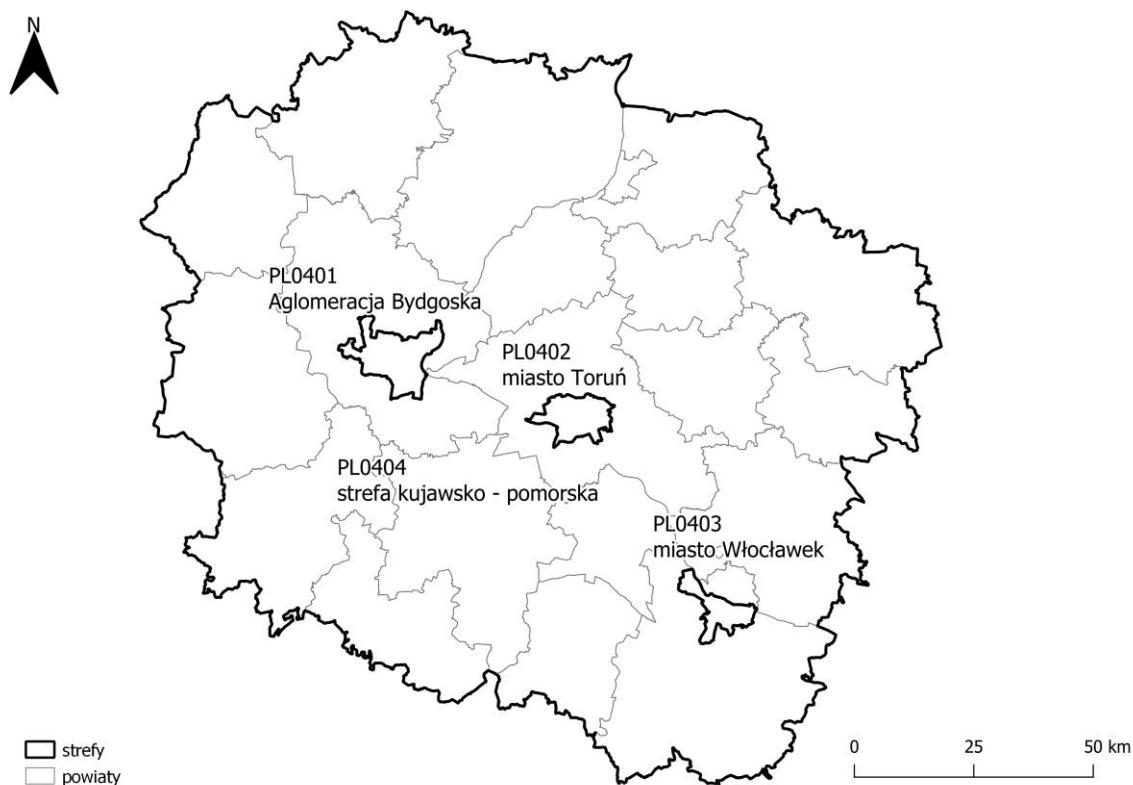 N
PL0401
Aglomeracja Bydgoska
PL0402
miasto Toruń
PL0404
strefa kujawsko - pomorska
PL0403
miasto Włocławek
strefy
powiaty
0 25 50 km